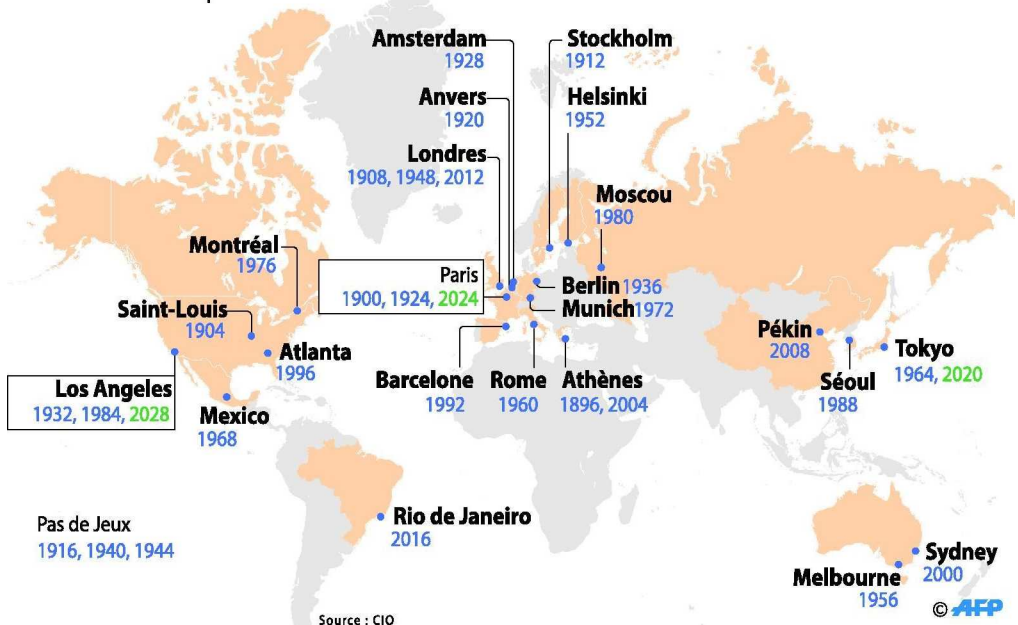 Amsterdam
1928
Stockholm
1912
Anvers
1920
Helsinki
1952
Londres
1908, 1948, 2012
Moscou
1980
Montréal
1976
Paris
1900, 1924, 2024
Berlin 1936
Munich 1972
Saint-Louis
1904
Atlanta
1996
Pékin
2008
Tokyo
1964, 2020
Séoul
1988
Los Angeles
1932, 1984, 2028
Mexico
1968
Barcelone
1992
Rome
1960
Athènes
1896, 2004
Rio de Janeiro
2016
Pas de Jeux
1916, 1940, 1944
Sydney
2000
Melbourne
1956
Source : CIO
© AFP